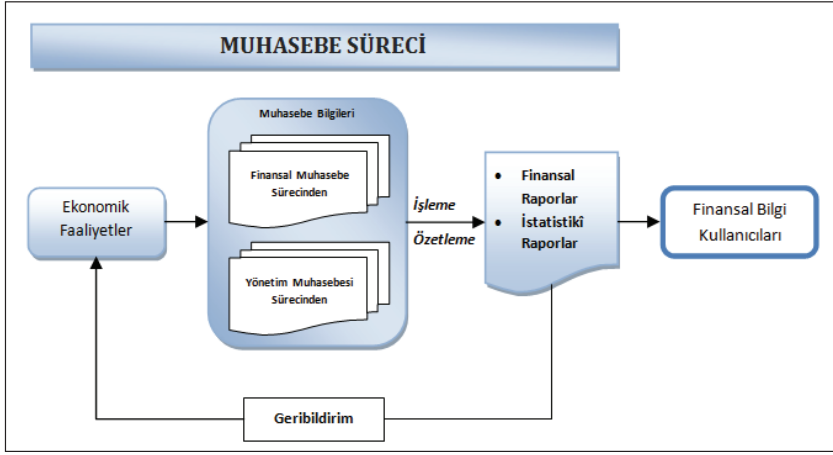 MUHASEBE SÜRECİ
Ekonomik
Faaliyetler
Muhasebe Bilgileri
Finansal Muhasebe
Sürecinden
Yönetim Muhasebesi
Sürecinden
İşleme
Özetleme
• Finansal
Raporlar
• İstatistikî
Raporlar
Finansal Bilgi
Kullanıcıları
Geribildirim